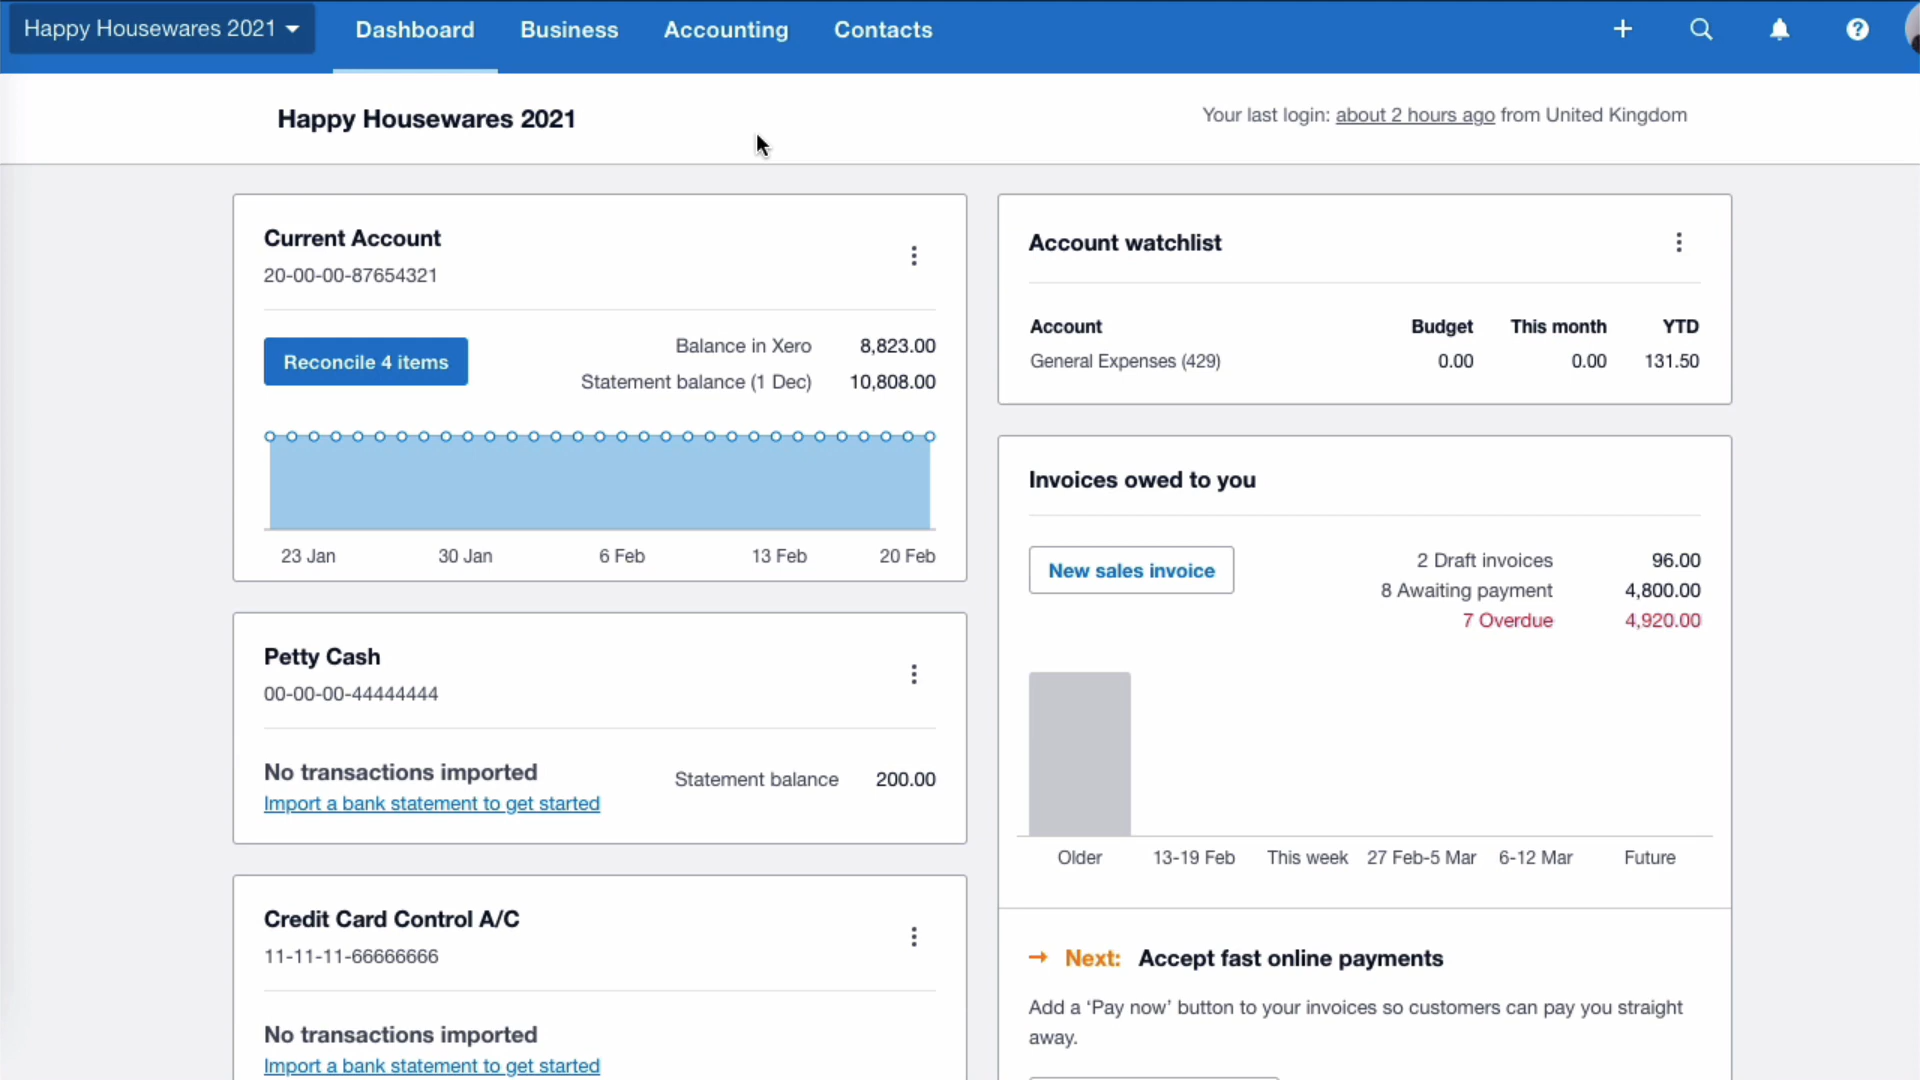 Happy Housewares 2021
Dashboard
Business
Accounting
Contacts
Happy Housewares 2021
Your last login: about 2 hours ago from United Kingdom
Current Account
20-00-00-87654321
Reconcile 4 items
Balance in Xero 8,823.00
Statement balance (1 Dec) 10,808.00
23 Jan 30 Jan 6 Feb 13 Feb 20 Feb
Petty Cash
00-00-00-44444444
No transactions imported
Import a bank statement to get started
Statement balance 200.00
Credit Card Control A/C
11-11-11-66666666
No transactions imported
Import a bank statement to get started
Account watchlist
Account Budget This month YTD
General Expenses (429) 0.00 0.00 131.50
Invoices owed to you
New sales invoice
2 Draft invoices 96.00
8 Awaiting payment 4,800.00
7 Overdue 4,920.00
Older 13-19 Feb This week 27 Feb-5 Mar 6-12 Mar Future
→ Next: Accept fast online payments
Add a ‘Pay now’ button to your invoices so customers can pay you straight
away.